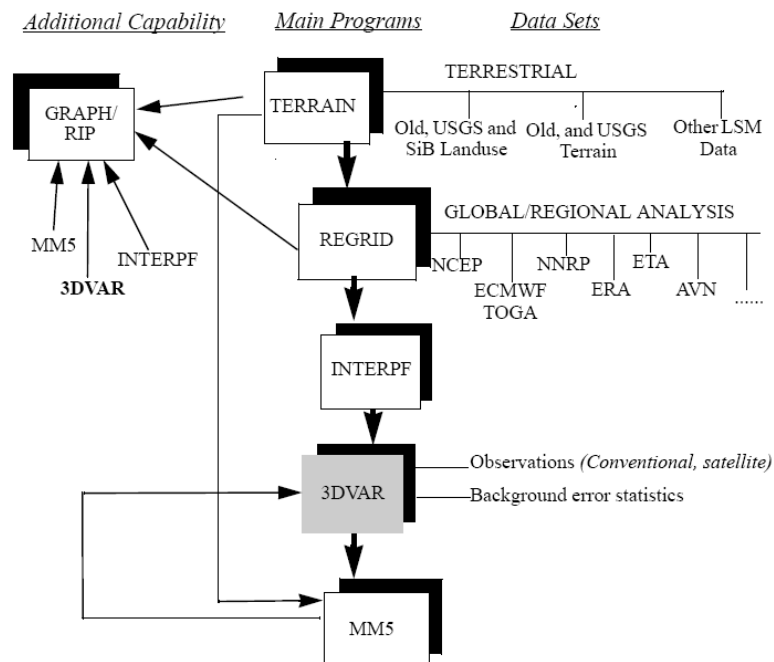 Additional Capability
Main Programs
Data Sets
GRAPH/
RIP
TERRAIN
TERRESTRIAL
Old, USGS and
SiB Landuse
Old, and USGS
Terrain
Other LSM
Data
MM5
3DVAR
INTERPF
REGRID
GLOBAL/REGIONAL ANALYSIS
NCEP
ECMWF
TOGA
NNRP
ERA
ETA
AVN
......
INTERPF
3DVAR
Observations (Conventional, satellite)
Background error statistics
MM5